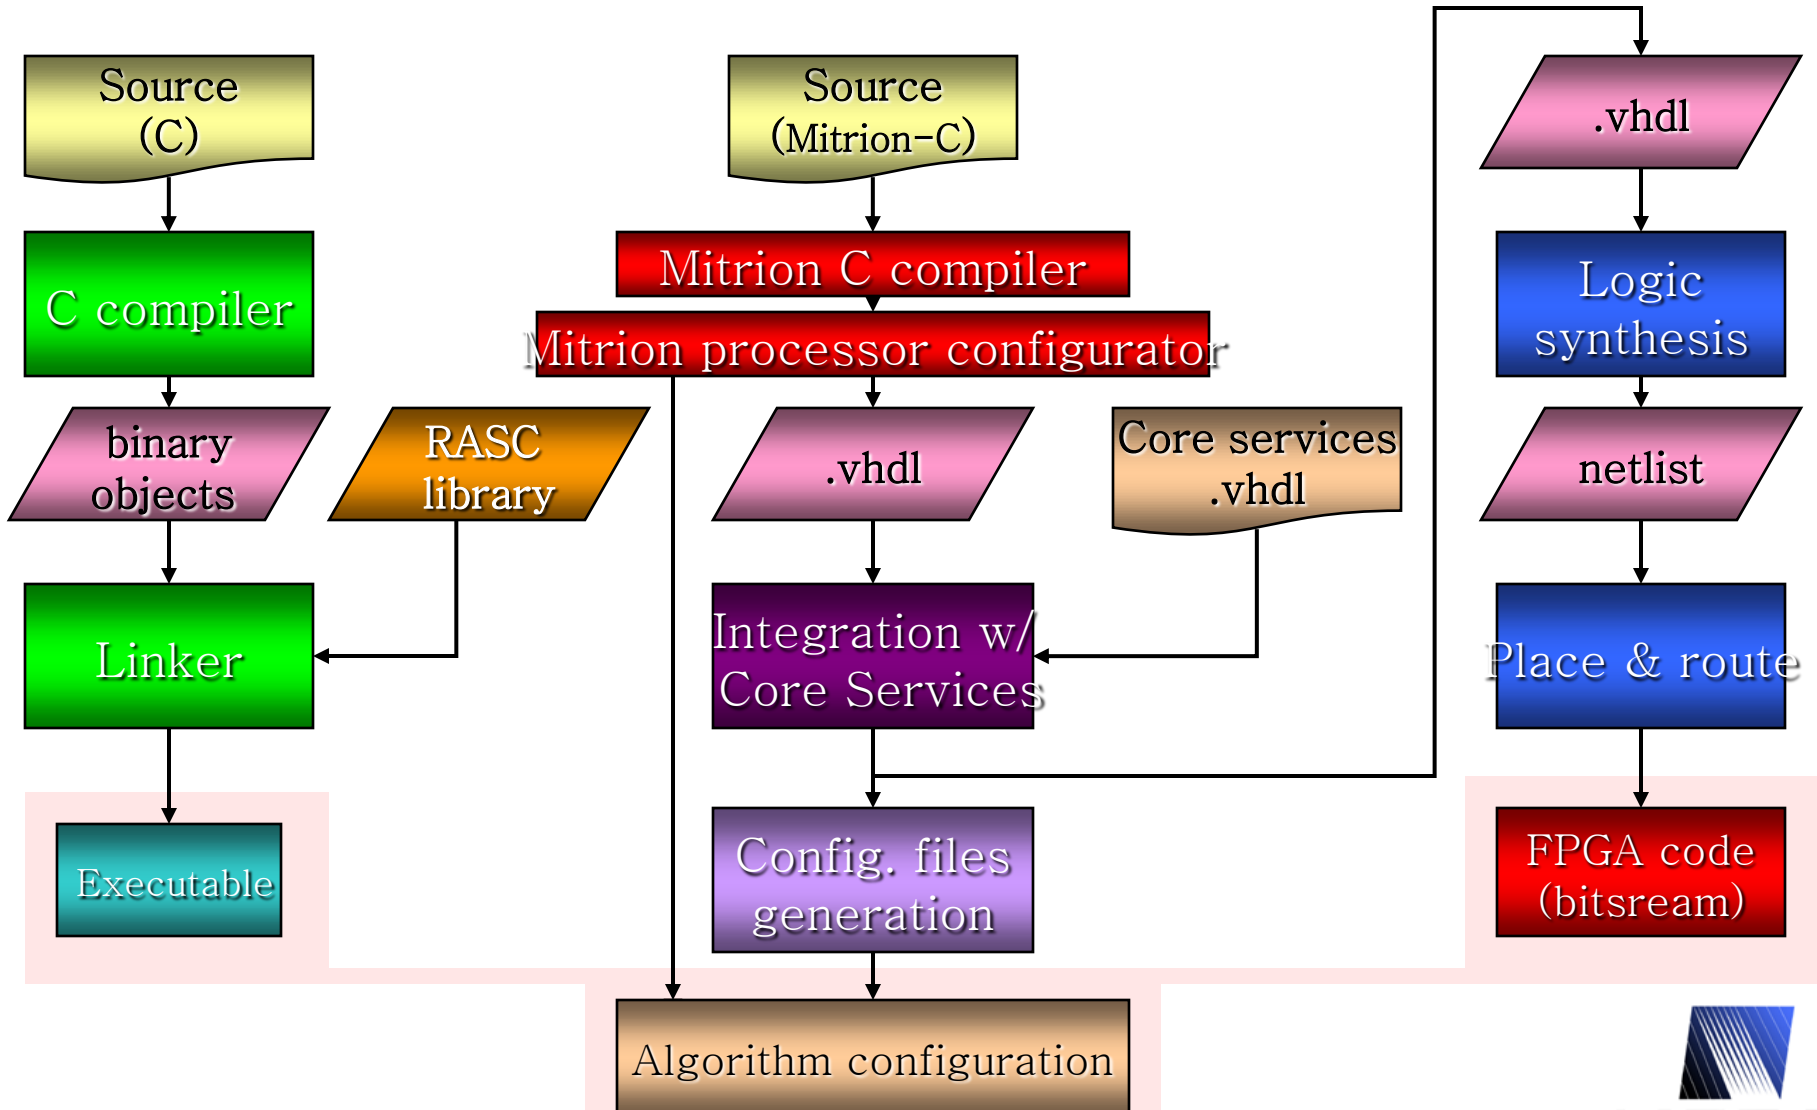 Source
(C)
C compiler
binary
objects
RASC
library
Linker
Executable
Source
(Mitrion-C)
Mitrion C compiler
Mitrion processor configurator
.vhdl
Core services
.vhdl
Integration w/
Core Services
Config. files
generation
Algorithm configuration
.vhdl
Logic
synthesis
netlist
Place & route
FPGA code
(bitsream)